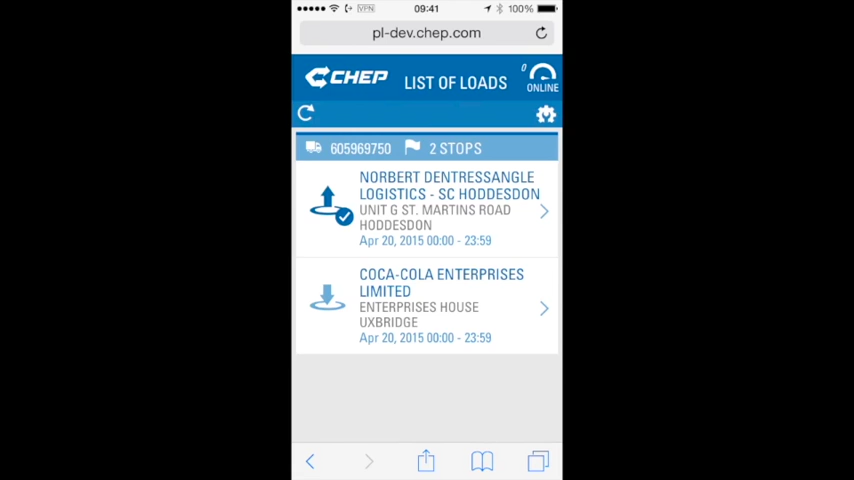 VPN 09:41 100%
pl-dev.chep.com
CHEP LIST OF LOADS 0 ONLINE
605969750 2 STOPS
NORBERT DENTRESSANGLE
LOGISTICS - SC HODDESDON
UNIT G ST. MARTINS ROAD
HODDESDON
Apr 20, 2015 00:00 - 23:59
COCA-COLA ENTERPRISES
LIMITED
ENTERPRISES HOUSE
UXBRIDGE
Apr 20, 2015 00:00 - 23:59